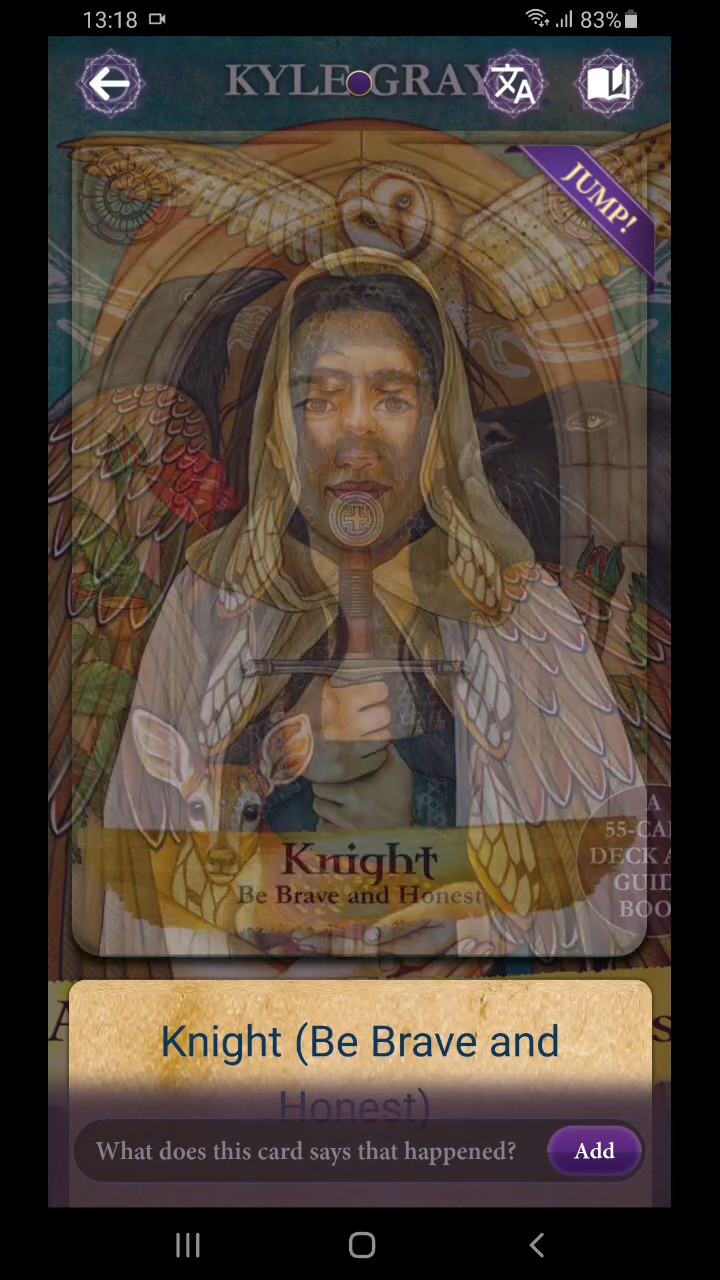 13:18
83%
KYLE GRAY
JUMP!
A
55-CA
DECK A
GUID
BOO
Knight
Be Brave and Honest
A
s
Knight (Be Brave and
Honest)
What does this card says that happened?
Add